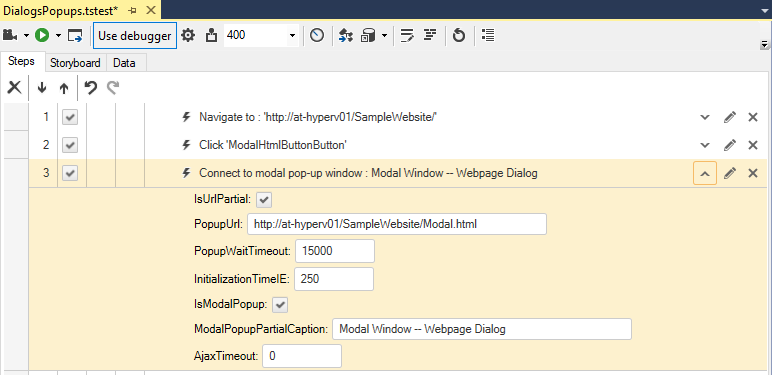 DialogsPopups.tstest*
Use debugger 400
Steps Storyboard Data
1 Navigate to : 'http://at-hyperv01/SampleWebsite/'
2 Click 'ModalHtmlButtonButton'
3 Connect to modal pop-up window : Modal Window -- Webpage Dialog
IsUrlPartial:
PopupUrl: http://at-hyperv01/SampleWebsite/Modal.html
PopupWaitTimeout: 15000
InitializationTimeIE: 250
IsModalPopup:
ModalPopupPartialCaption: Modal Window -- Webpage Dialog
AjaxTimeout: 0